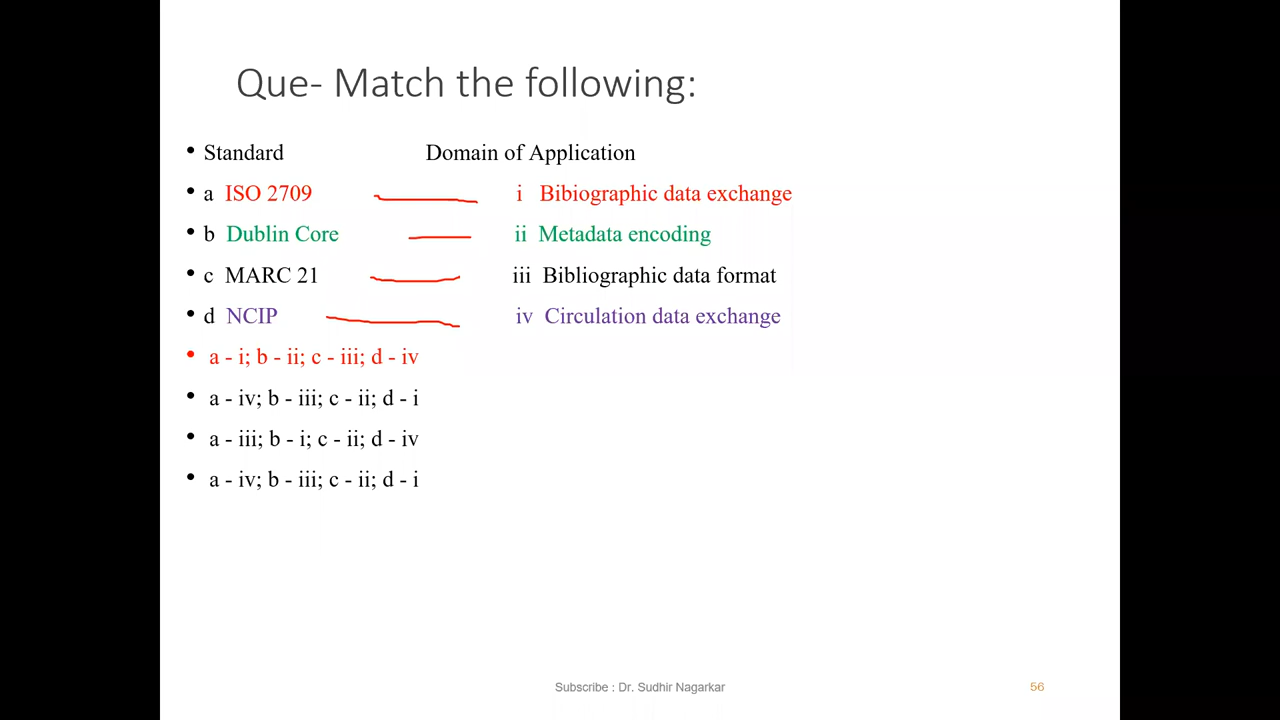 Que- Match the following:
• Standard Domain of Application
• a ISO 2709 i Bibiographic data exchange
• b Dublin Core ii Metadata encoding
• c MARC 21 iii Bibliographic data format
• d NCIP iv Circulation data exchange
• a - i; b - ii; c - iii; d - iv
• a - iv; b - iii; c - ii; d - i
• a - iii; b - i; c - ii; d - iv
• a - iv; b - iii; c - ii; d - i
Subscribe : Dr. Sudhir Nagarkar 56